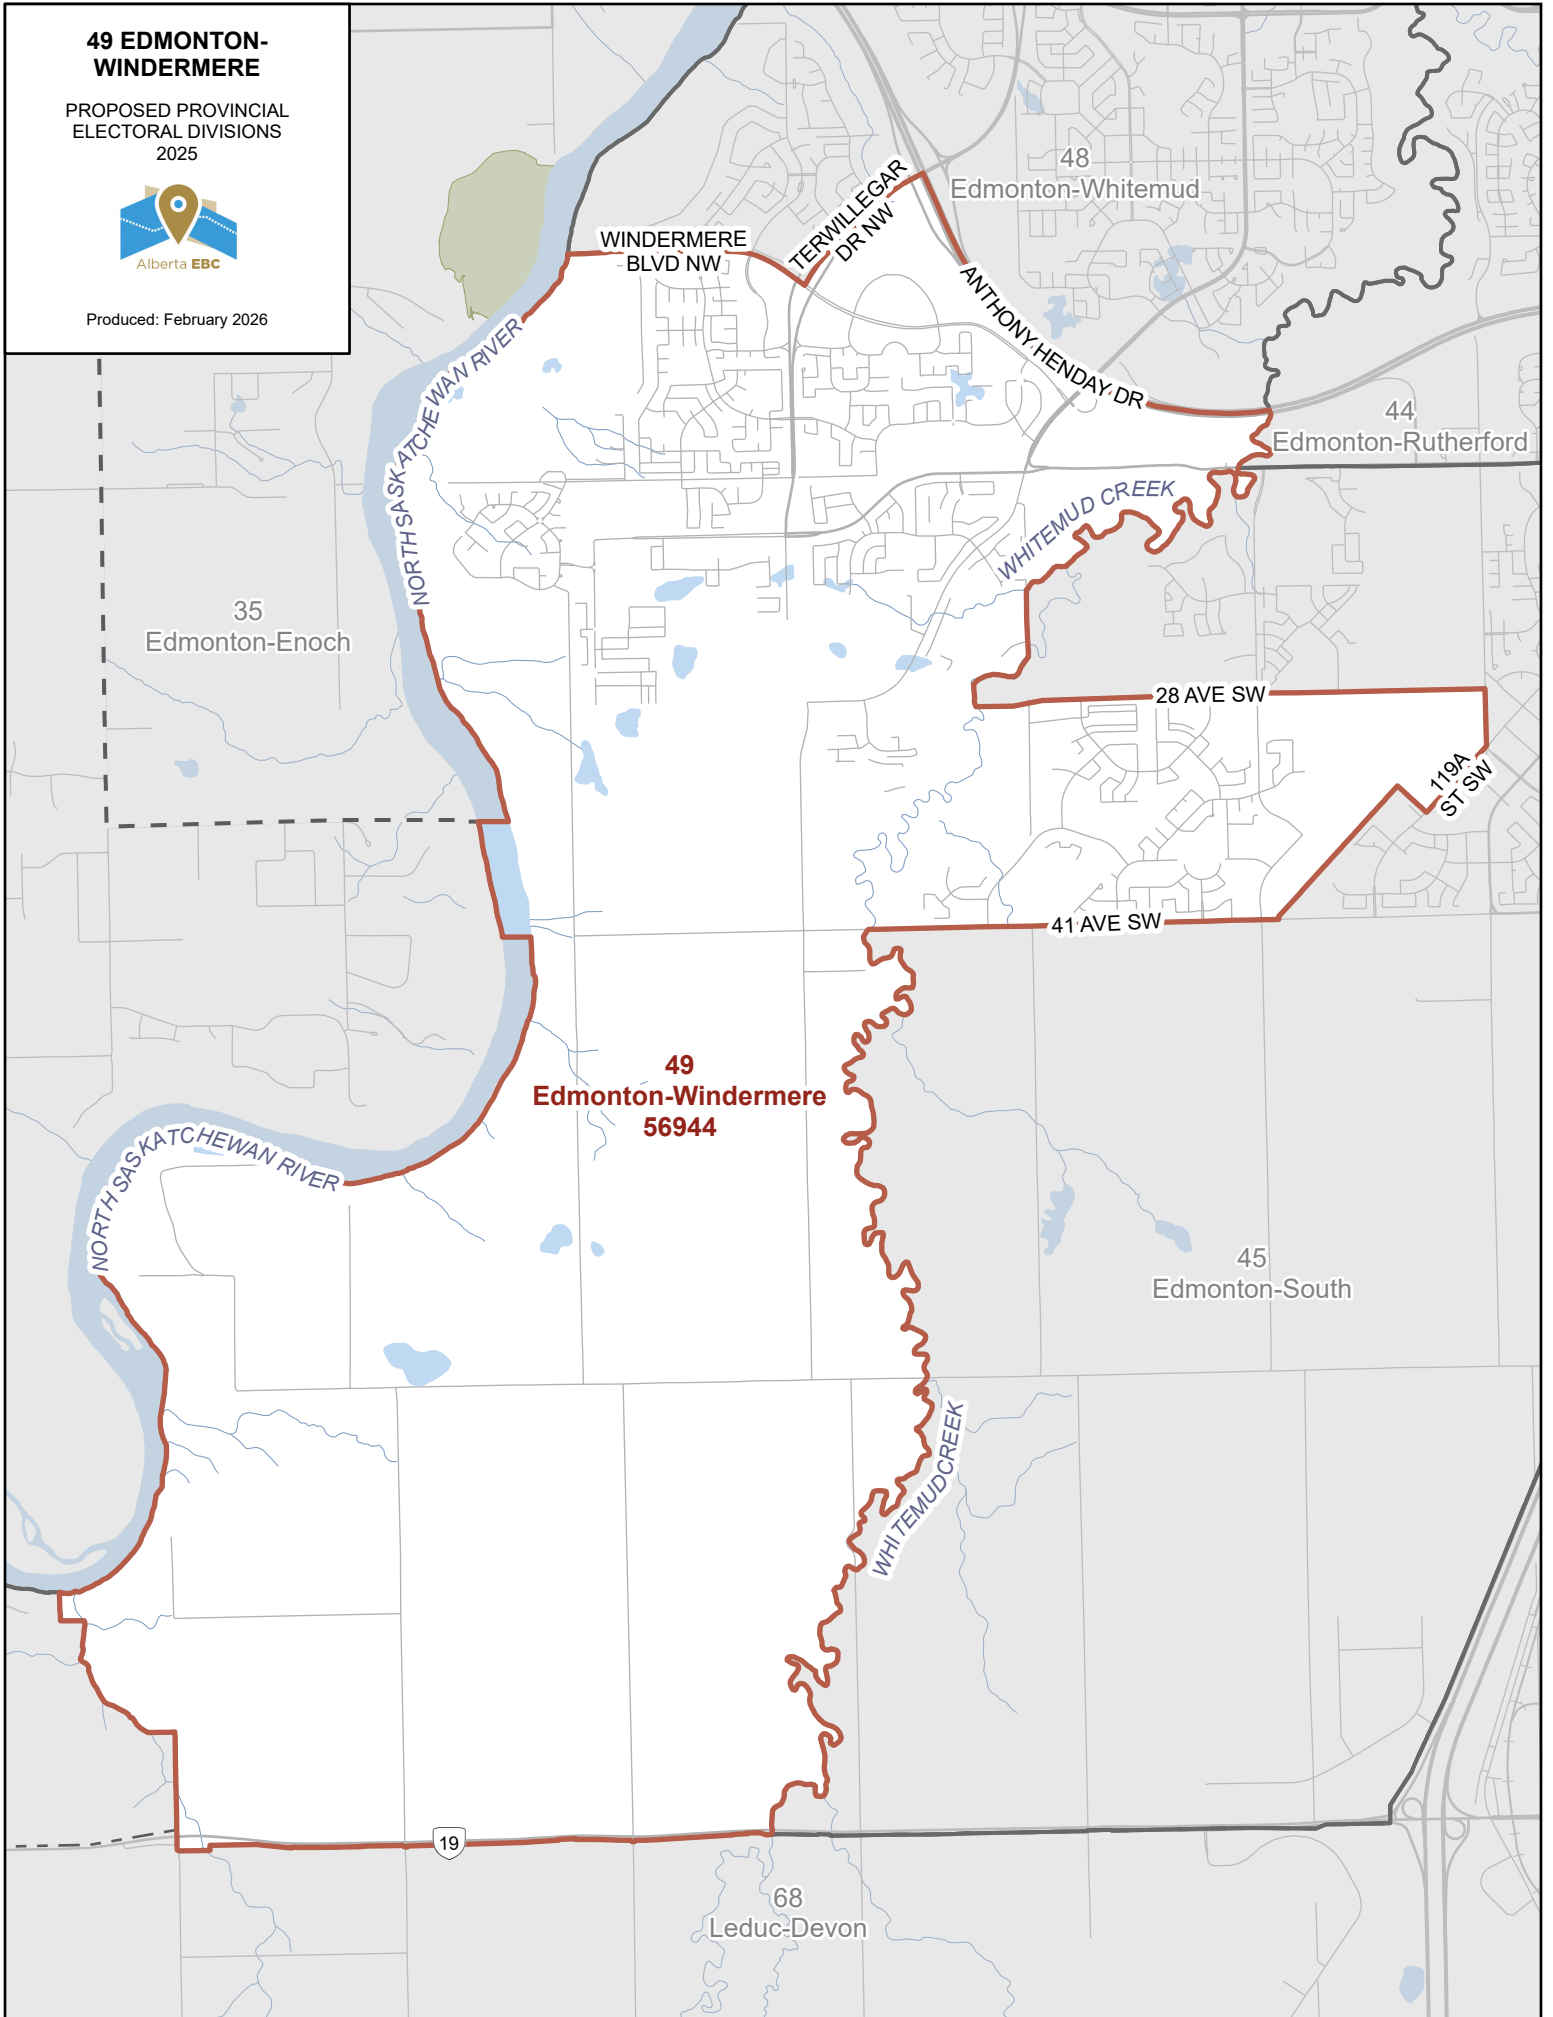 49 EDMONTON-
WINDERMERE
PROPOSED PROVINCIAL
ELECTORAL DIVISIONS
2025
Alberta EBC
Produced: February 2026
48
Edmonton-Whitemud
WINDERMERE
BLVD NW
TERWILLEGAR
DR NW
ANTHONY HENDAY DR
NORTH SASKATCHEWAN RIVER
44
Edmonton-Rutherford
WHITEMUD CREEK
35
Edmonton-Enoch
28 AVE SW
119A
ST SW
41 AVE SW
49
Edmonton-Windermere
56944
NORTH SASKATCHEWAN RIVER
45
Edmonton-South
WHITEMUD CREEK
19
68
Leduc-Devon